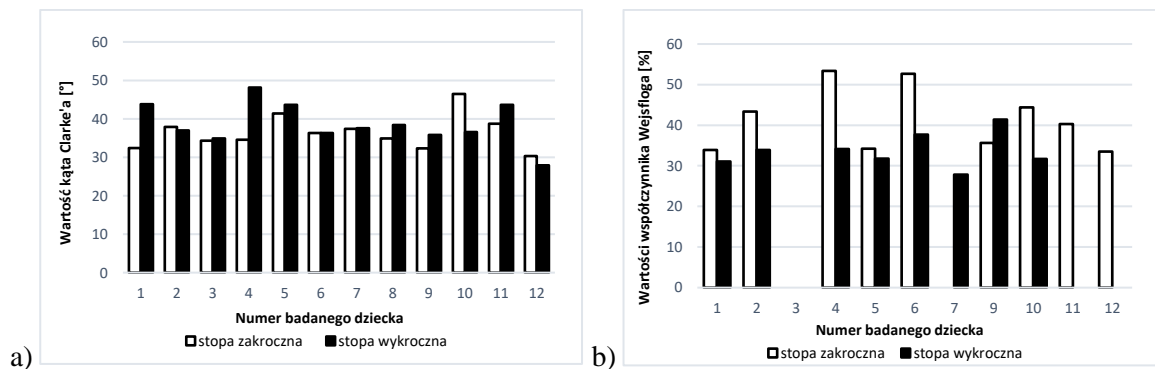 a)
Wartość kąta Clarke'a [°]
60
50
40
30
20
10
0
1 2 3 4 5 6 7 8 9 10 11 12
Numer badanego dziecka
stopa zakroczna stopa wykroczna
b)
Wartości współczynnika Wejsfloga [%]
60
50
40
30
20
10
0
1 2 3 4 5 6 7 9 10 11 12
Numer badanego dziecka
stopa zakroczna stopa wykroczna